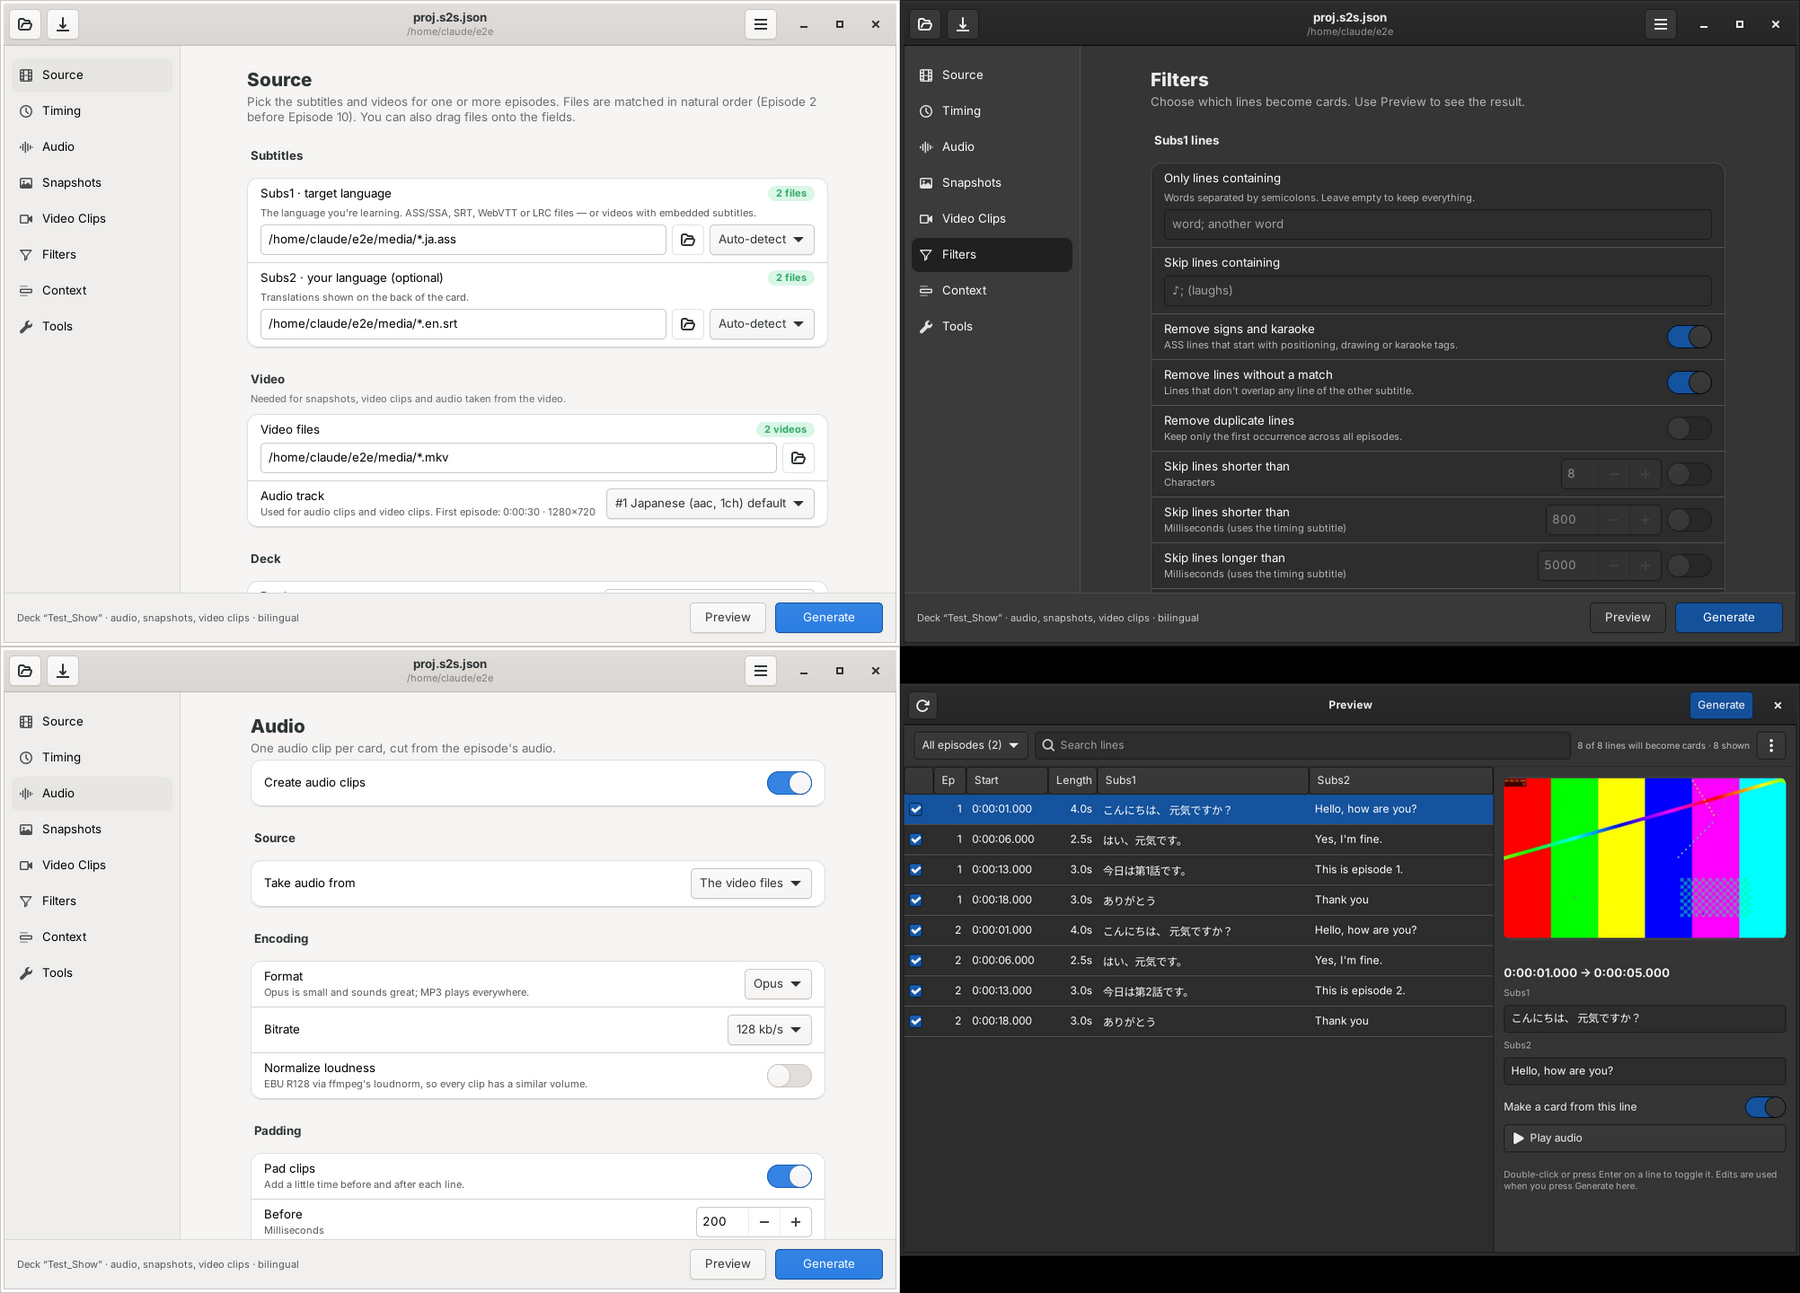 proj.s2s.json
/home/claude/e2e
Source
Timing
Audio
Snapshots
Video Clips
Filters
Context
Tools
Source
Pick the subtitles and videos for one or more episodes. Files are matched in natural order (Episode 2
before Episode 10). You can also drag files onto the fields.
Subtitles
Subs1 · target language
2 files
The language you're learning. ASS/SSA, SRT, WebVTT or LRC files — or videos with embedded subtitles.
/home/claude/e2e/media/*.ja.ass
Auto-detect
Subs2 · your language (optional)
2 files
Translations shown on the back of the card.
/home/claude/e2e/media/*.en.srt
Auto-detect
Video
Needed for snapshots, video clips and audio taken from the video.
Video files
2 videos
/home/claude/e2e/media/*.mkv
Audio track
Used for audio clips and video clips. First episode: 0:00:30 · 1280×720
#1 Japanese (aac, 1ch) default
Deck
Deck "Test_Show" · audio, snapshots, video clips · bilingual
Preview
Generate
proj.s2s.json
/home/claude/e2e
Source
Timing
Audio
Snapshots
Video Clips
Filters
Context
Tools
Filters
Choose which lines become cards. Use Preview to see the result.
Subs1 lines
Only lines containing
Words separated by semicolons. Leave empty to keep everything.
word; another word
Skip lines containing
♪; (laughs)
Remove signs and karaoke
ASS lines that start with positioning, drawing or karaoke tags.
Remove lines without a match
Lines that don't overlap any line of the other subtitle.
Remove duplicate lines
Keep only the first occurrence across all episodes.
Skip lines shorter than
Characters
8
Skip lines shorter than
Milliseconds (uses the timing subtitle)
800
Skip lines longer than
Milliseconds (uses the timing subtitle)
5000
Deck "Test_Show" · audio, snapshots, video clips · bilingual
Preview
Generate
proj.s2s.json
/home/claude/e2e
Source
Timing
Audio
Snapshots
Video Clips
Filters
Context
Tools
Audio
One audio clip per card, cut from the episode's audio.
Create audio clips
Source
Take audio from
The video files
Encoding
Format
Opus is small and sounds great; MP3 plays everywhere.
Opus
Bitrate
128 kb/s
Normalize loudness
EBU R128 via ffmpeg's loudnorm, so every clip has a similar volume.
Padding
Pad clips
Add a little time before and after each line.
Before
Milliseconds
200
Deck "Test_Show" · audio, snapshots, video clips · bilingual
Preview
Generate
Preview
Generate
All episodes (2)
Search lines
8 of 8 lines will become cards · 8 shown
Ep Start Length Subs1 Subs2
1 0:00:01.000 4.0s こんにちは、元気ですか？ Hello, how are you?
1 0:00:06.000 2.5s はい、元気です。 Yes, I'm fine.
1 0:00:13.000 3.0s 今日は第1話です。 This is episode 1.
1 0:00:18.000 3.0s ありがとう Thank you
2 0:00:01.000 4.0s こんにちは、元気ですか？ Hello, how are you?
2 0:00:06.000 2.5s はい、元気です。 Yes, I'm fine.
2 0:00:13.000 3.0s 今日は第2話です。 This is episode 2.
2 0:00:18.000 3.0s ありがとう Thank you
0:00:01.000 → 0:00:05.000
Subs1
こんにちは、元気ですか？
Subs2
Hello, how are you?
Make a card from this line
Play audio
Double-click or press Enter on a line to toggle it. Edits are used
when you press Generate here.